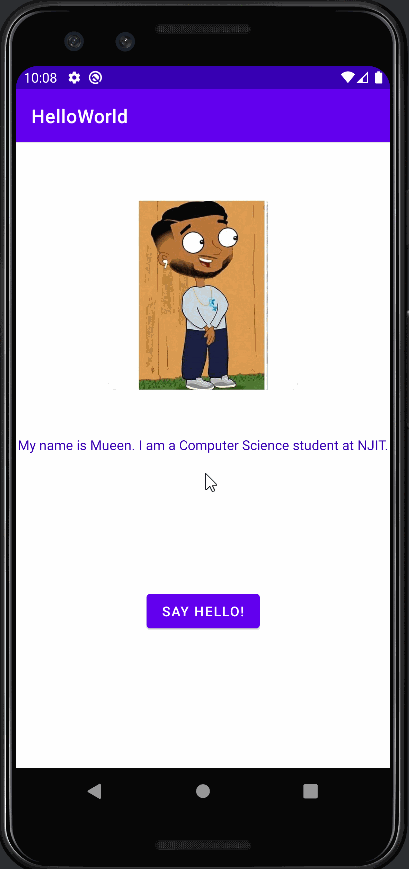 10:08
HelloWorld
My name is Mueen. I am a Computer Science student at NJIT.
SAY HELLO!